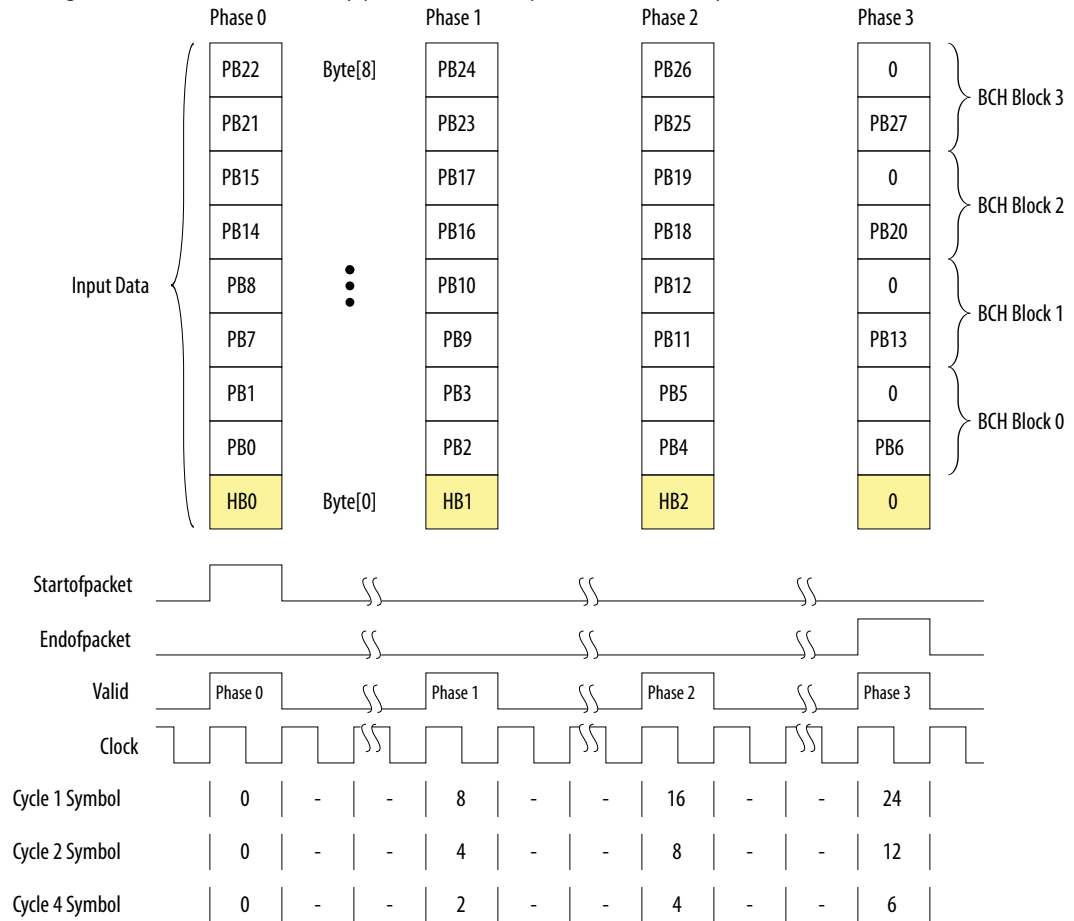 Phase 0 Phase 1 Phase 2 Phase 3
PB22 Byte[8] PB24 PB26 0
BCH Block 3
PB21 PB23 PB25 PB27
PB15 PB17 PB19 0
BCH Block 2
PB14 PB16 PB18 PB20
Input Data PB8 PB10 PB12 0
BCH Block 1
PB7 PB9 PB11 PB13
PB1 PB3 PB5 0
BCH Block 0
PB0 PB2 PB4 PB6
HB0 Byte[0] HB1 HB2 0
Startofpacket
Endofpacket
Valid Phase 0 Phase 1 Phase 2 Phase 3
Clock
Cycle 1 Symbol 0 - - 8 - - 16 - - 24
Cycle 2 Symbol 0 - - 4 - - 8 - - 12
Cycle 4 Symbol 0 - - 2 - - 4 - - 6